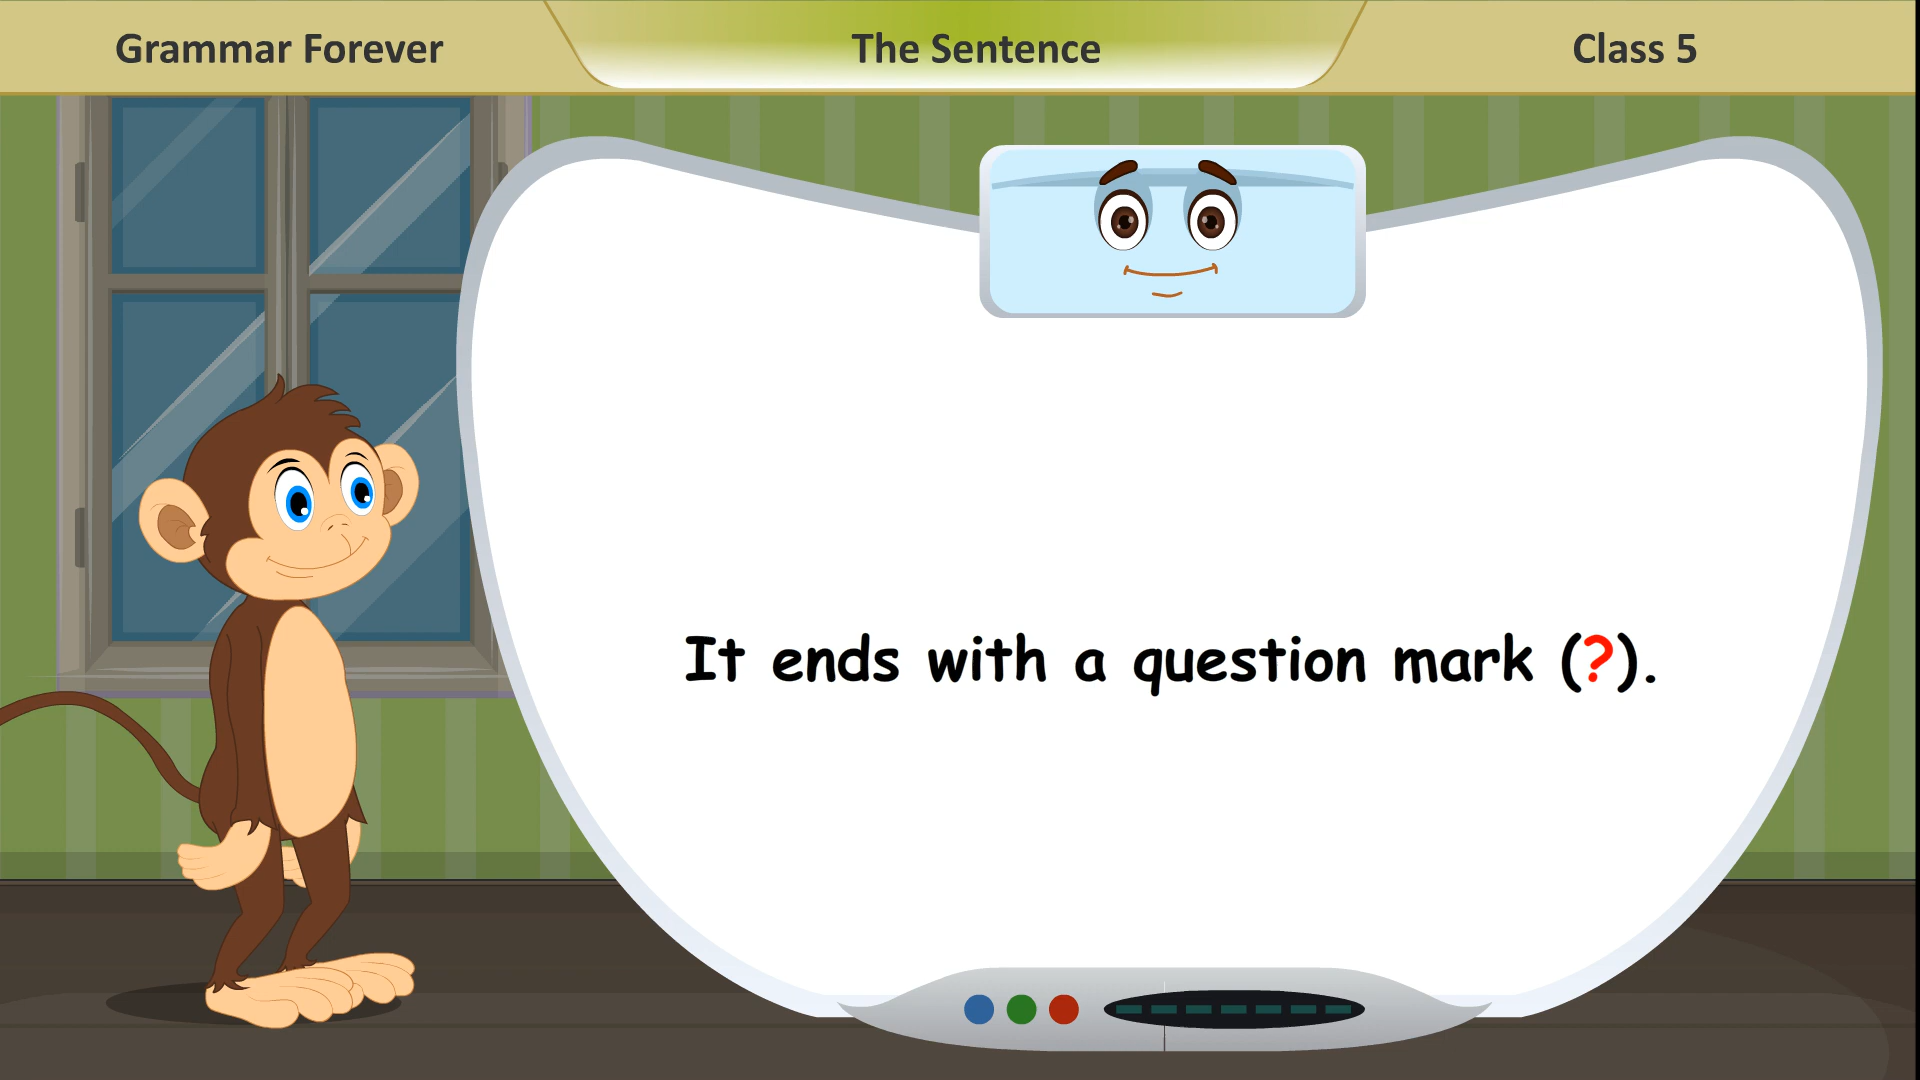 Grammar Forever
The Sentence
Class 5
It ends with a question mark (?).